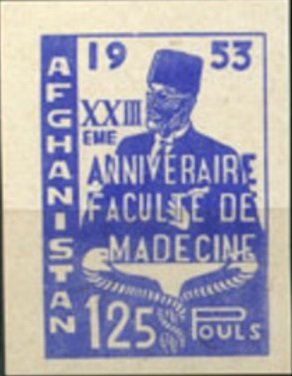 19 53
AFGHANISTAN
XXIII
EME
ANNIVERAIRE
FACULTE DE
MADECINE
125 POULS